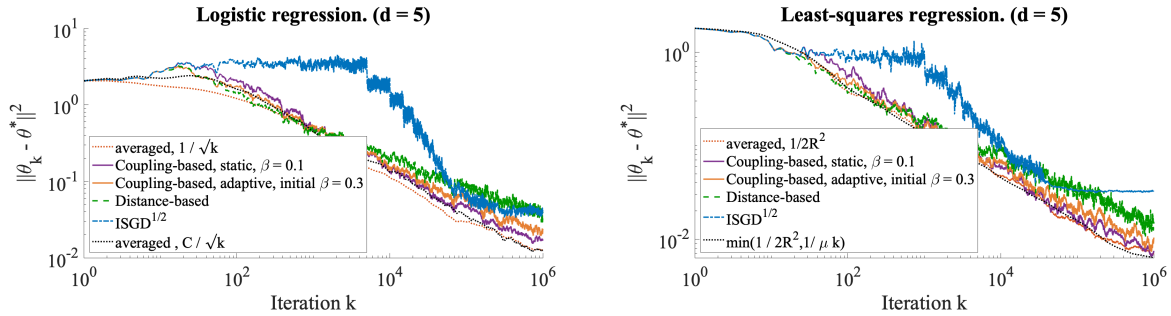 Logistic regression. (d = 5)
10^1
10^0
10^-1
10^-2
||θ_k - θ^*||^2
averaged, 1 / √k
Coupling-based, static, β = 0.1
Coupling-based, adaptive, initial β = 0.3
Distance-based
ISGD^1/2
averaged , C / √k
10^0
10^2
10^4
10^6
Iteration k
Least-squares regression. (d = 5)
10^0
10^-2
||θ_k - θ^*||^2
averaged, 1/2R^2
Coupling-based, static, β = 0.1
Coupling-based, adaptive, initial β = 0.3
Distance-based
ISGD^1/2
min(1 / 2R^2,1/ μ k)
10^0
10^2
10^4
10^6
Iteration k